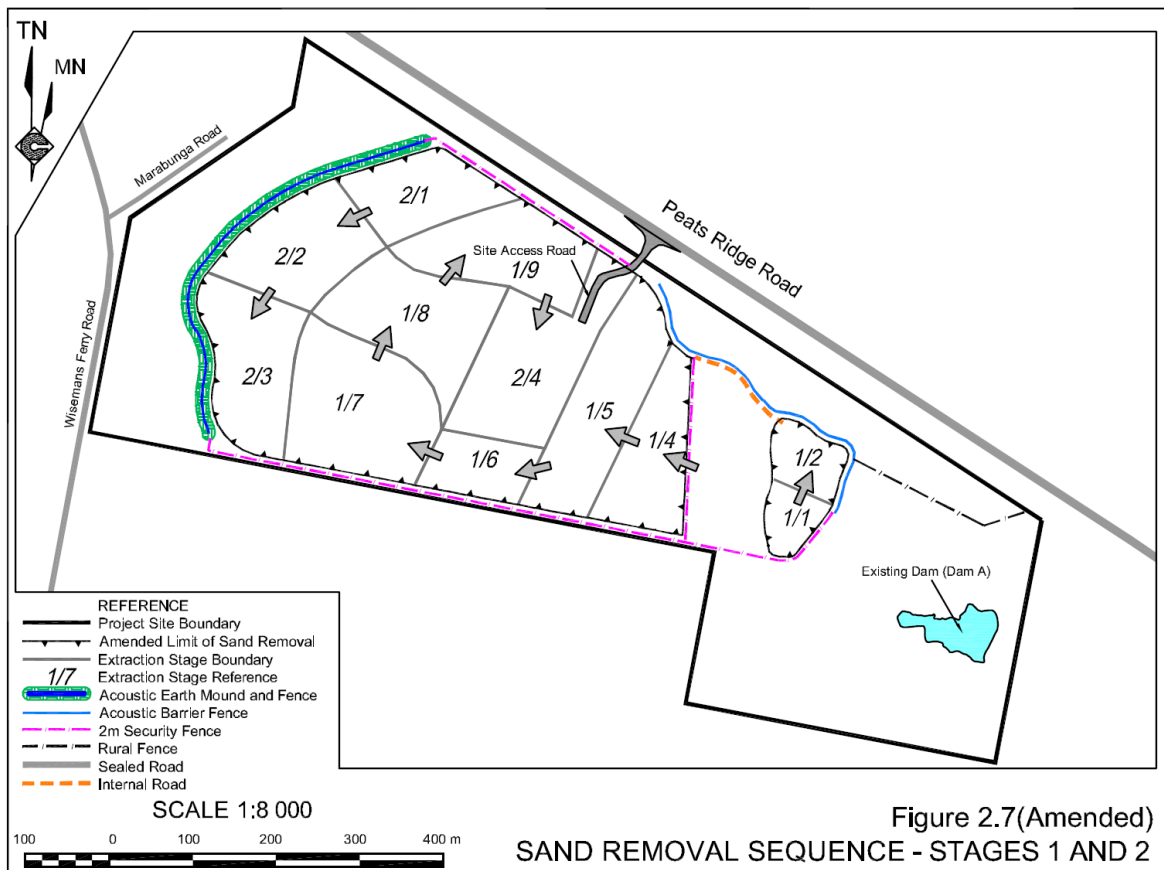 TN
MN
Marabunga Road
Wisemans Ferry Road
Peats Ridge Road
Site Access Road
2/1
2/2
1/9
1/8
2/3
2/4
1/7
1/5
1/4
1/6
1/2
1/1
Existing Dam (Dam A)
REFERENCE
Project Site Boundary
Amended Limit of Sand Removal
Extraction Stage Boundary
1/7 Extraction Stage Reference
Acoustic Earth Mound and Fence
Acoustic Barrier Fence
2m Security Fence
Rural Fence
Sealed Road
Internal Road
SCALE 1:8 000
100 0 100 200 300 400 m
Figure 2.7(Amended)
SAND REMOVAL SEQUENCE - STAGES 1 AND 2